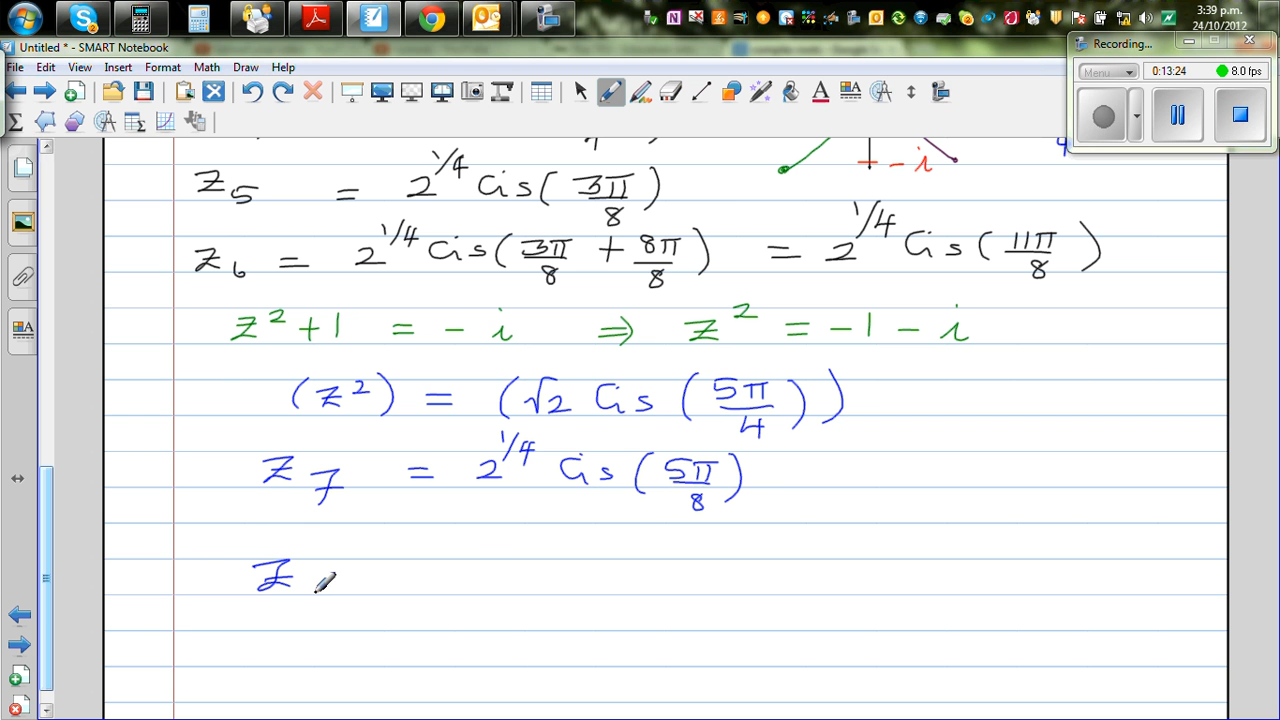 3:39 p.m.
24/10/2012
Untitled * - SMART Notebook
File Edit View Insert Format Math Draw Help
Recording...
Menu 0:13:24 8.0 fps
- i
z₅ = 2^1/4 Cis(3π/8)
z₆ = 2^1/4 Cis(3π/8 + 8π/8) = 2^1/4 Cis(11π/8)
z² + 1 = - i ⇒ z² = -1 - i
(z²) = (√2 Cis(5π/4))
z₇ = 2^1/4 Cis(5π/8)
z